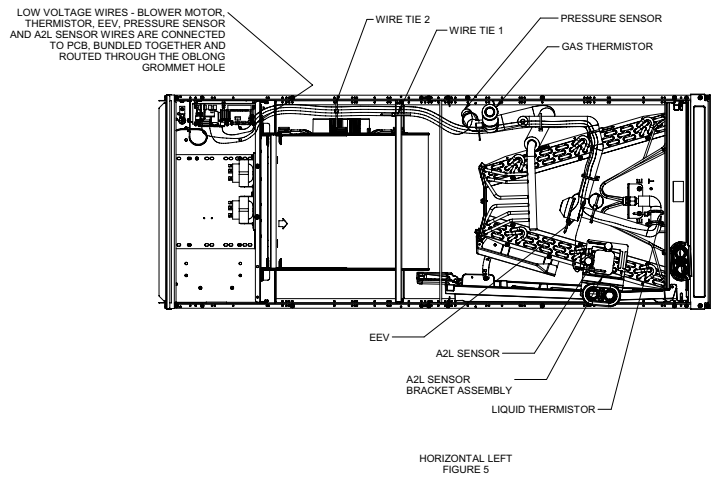 LOW VOLTAGE WIRES - BLOWER MOTOR,
THERMISTOR, EEV, PRESSURE SENSOR
AND A2L SENSOR WIRES ARE CONNECTED
TO PCB, BUNDLED TOGETHER AND
ROUTED THROUGH THE OBLONG
GROMMET HOLE
WIRE TIE 2
WIRE TIE 1
PRESSURE SENSOR
GAS THERMISTOR
EEV
A2L SENSOR
A2L SENSOR
BRACKET ASSEMBLY
LIQUID THERMISTOR
HORIZONTAL LEFT
FIGURE 5